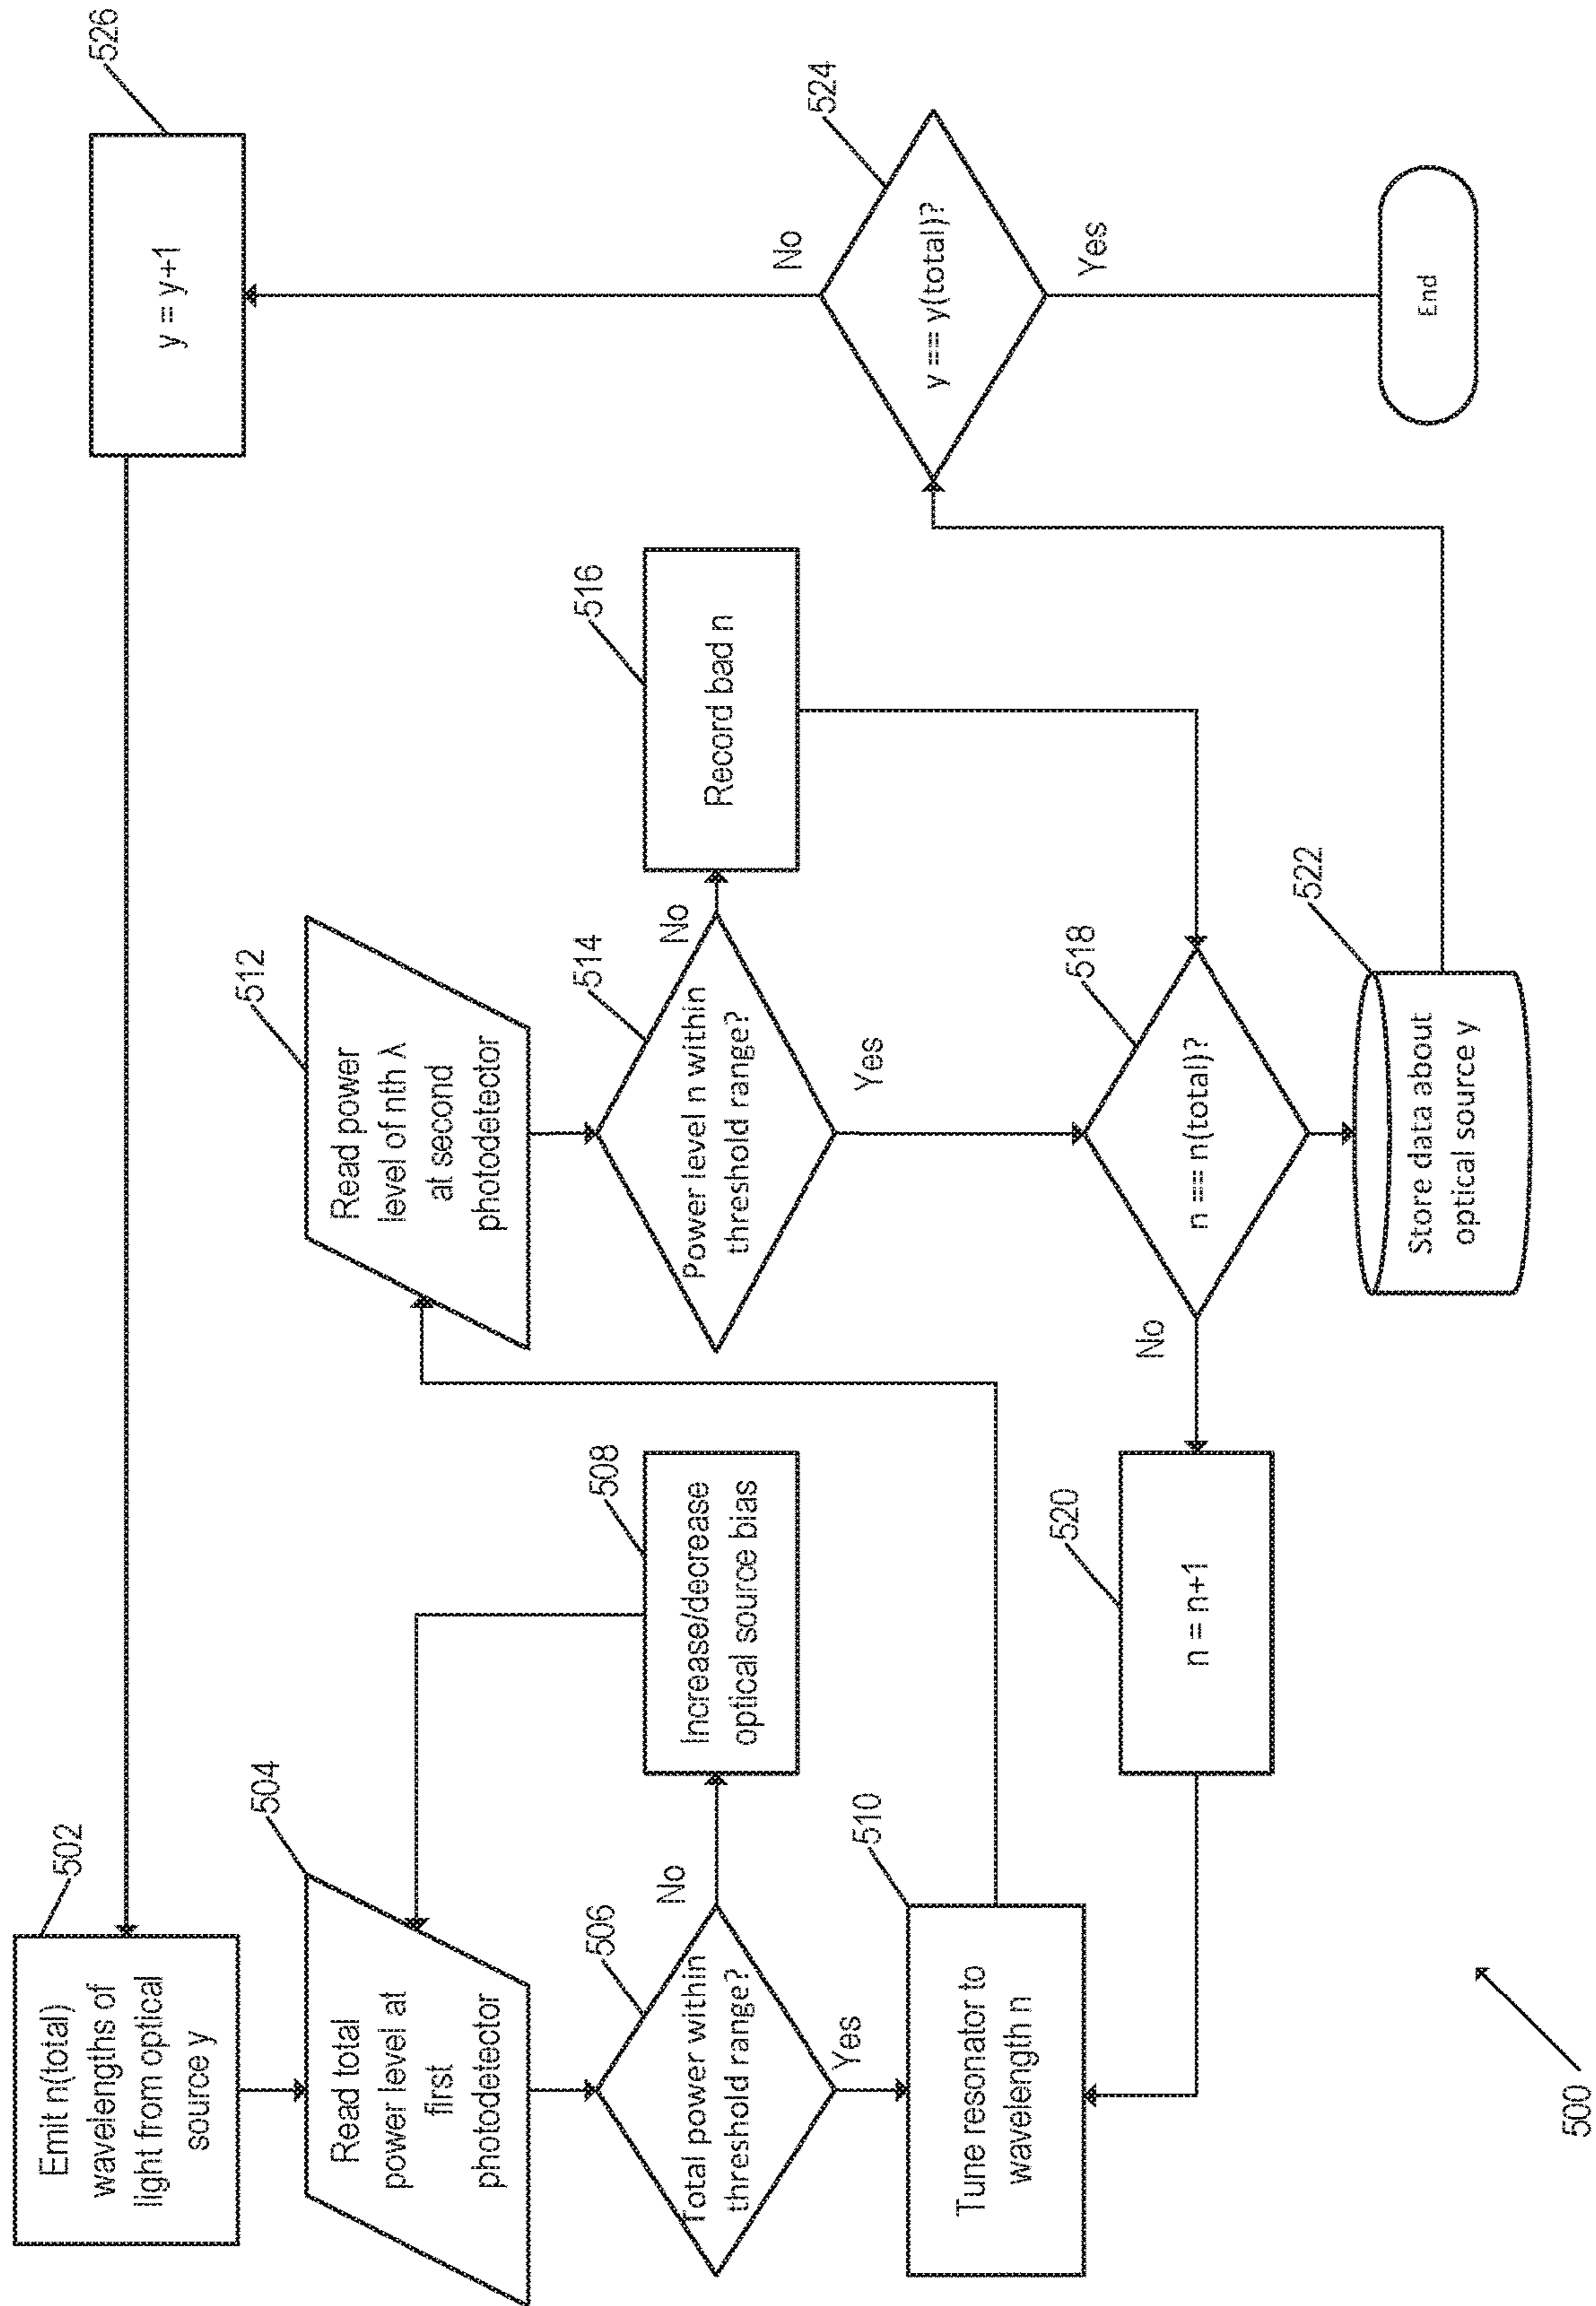 Emit n(total)
wavelengths of
light from optical
source y
502
Read total
power level at
first
photodetector
504
Total power within
threshold range?
506
No
Yes
Increase/decrease
optical source bias
508
Tune resonator to
wavelength n
510
Read power
level of nth λ
at second
photodetector
512
Power level n within
threshold range?
514
No
Yes
Record bad n
516
n == n(total)?
518
No
n = n+1
520
Store data about
optical source y
522
y == y(total)?
524
No
Yes
y = y+1
526
End
500